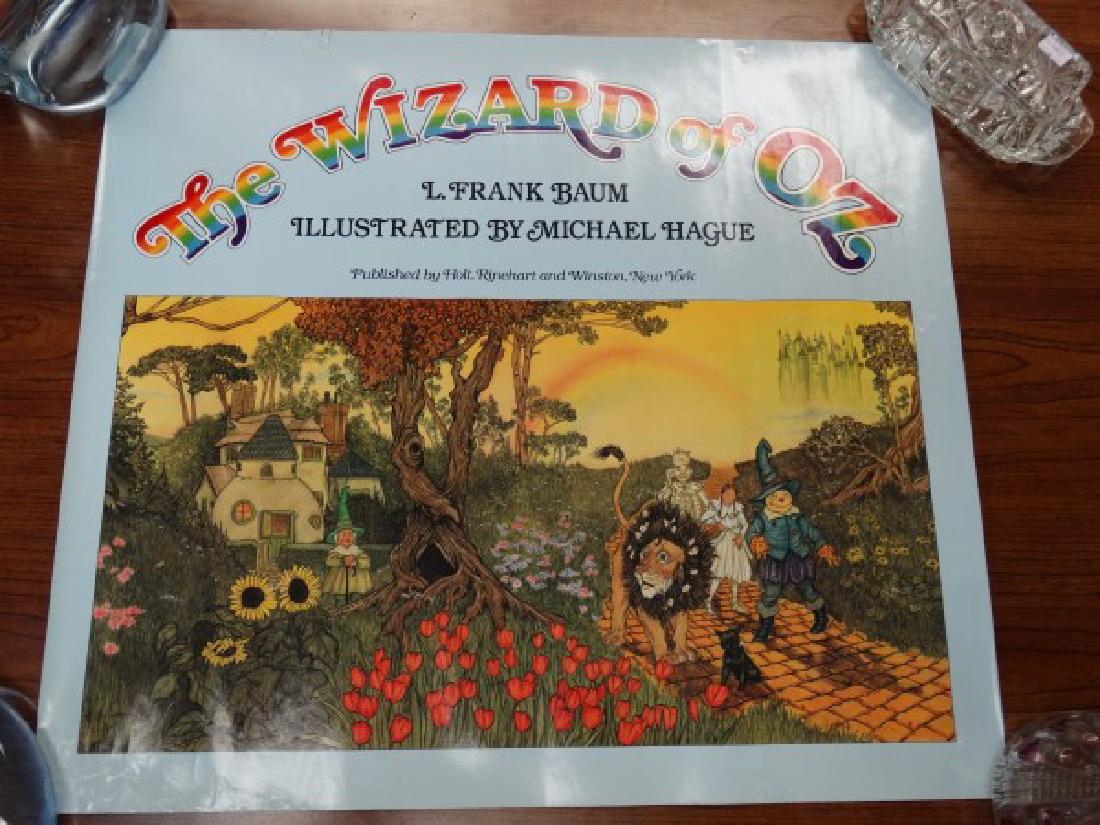 The WIZARD of OZ
L. FRANK BAUM
ILLUSTRATED BY MICHAEL HAGUE
Published by Holt, Rinehart and Winston, New York